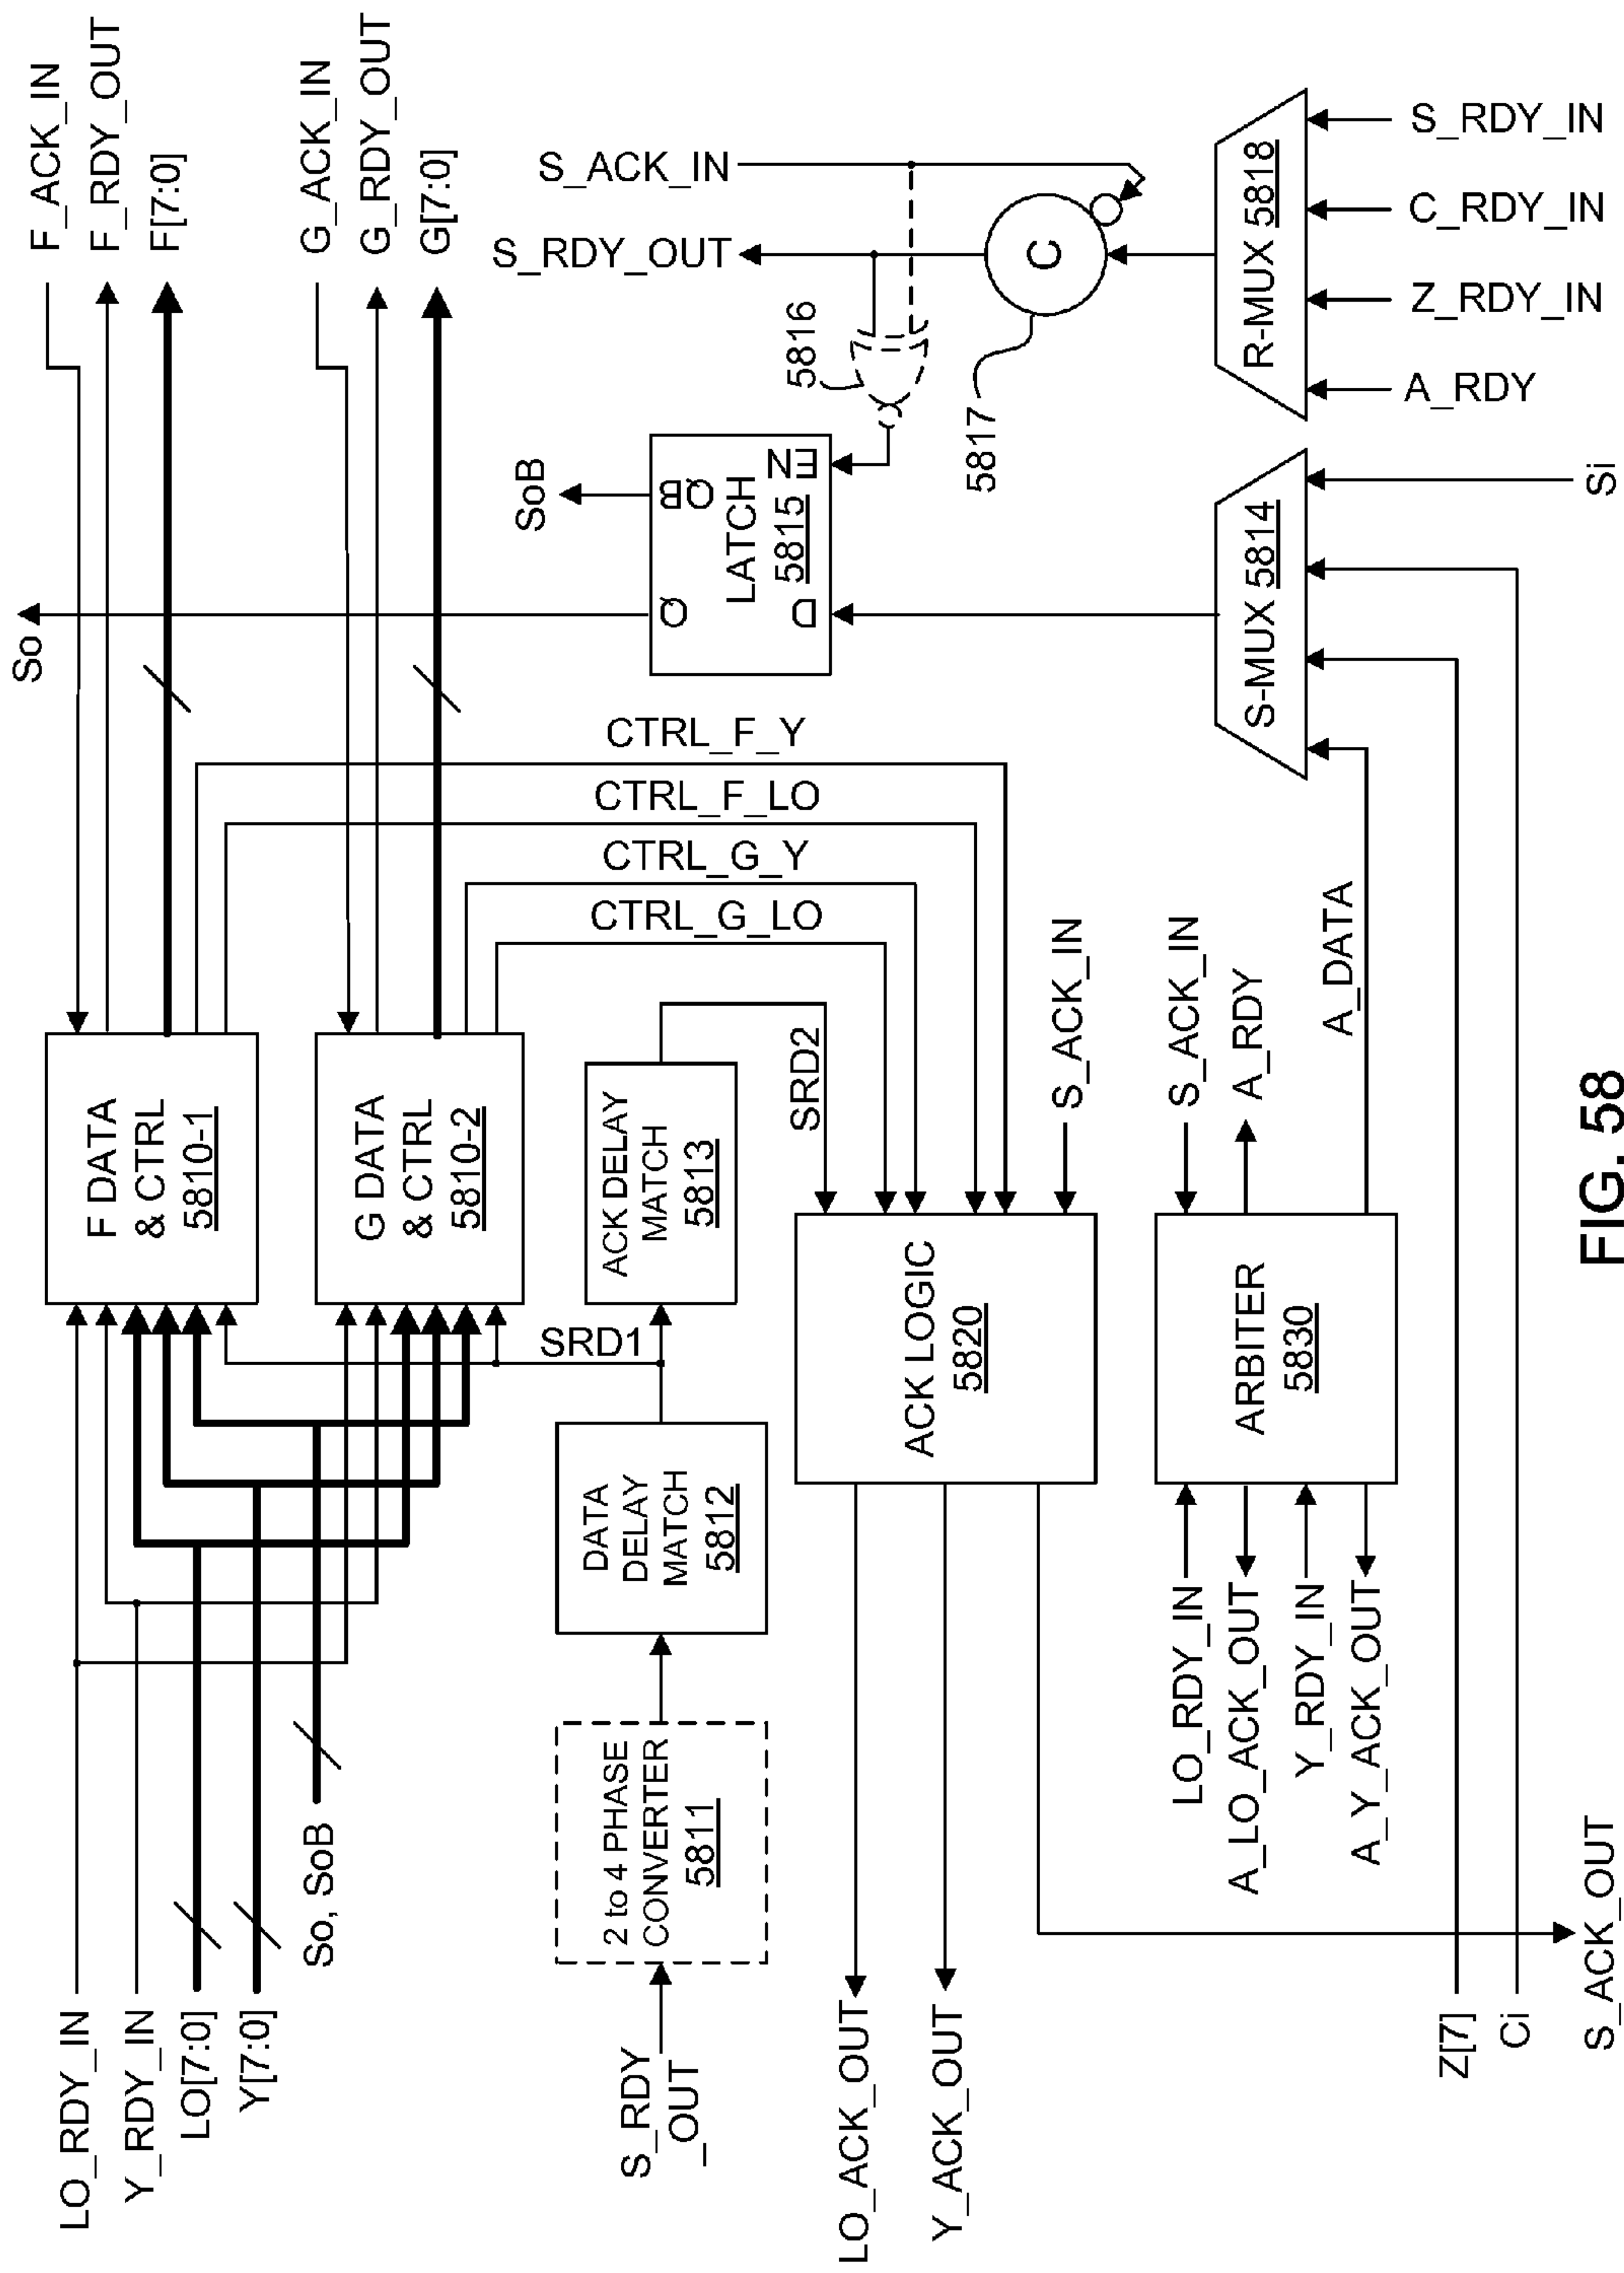 LO_RDY_IN
Y_RDY_IN
LO[7:0]
Y[7:0]
So, SoB
F DATA
& CTRL
5810-1
G DATA
& CTRL
5810-2
F_ACK_IN
F_RDY_OUT
F[7:0]
G_ACK_IN
G_RDY_OUT
G[7:0]
So
S_RDY
_OUT
2 to 4 PHASE
CONVERTER
5811
DATA
DELAY
MATCH
5812
SRD1
ACK DELAY
MATCH
5813
SRD2
CTRL_F_Y
CTRL_F_LO
CTRL_G_Y
CTRL_G_LO
SoB
Q
QB
LATCH
5815
D
EN
S_ACK_IN
S_RDY_OUT
5816
C
5817
LO_ACK_OUT
Y_ACK_OUT
ACK LOGIC
5820
S_ACK_IN
LO_RDY_IN
A_LO_ACK_OUT
Y_RDY_IN
A_Y_ACK_OUT
ARBITER
5830
S_ACK_IN
A_RDY
A_DATA
S-MUX 5814
R-MUX 5818
A_RDY
Z_RDY_IN
C_RDY_IN
S_RDY_IN
Z[7]
Ci
Si
S_ACK_OUT
FIG. 58